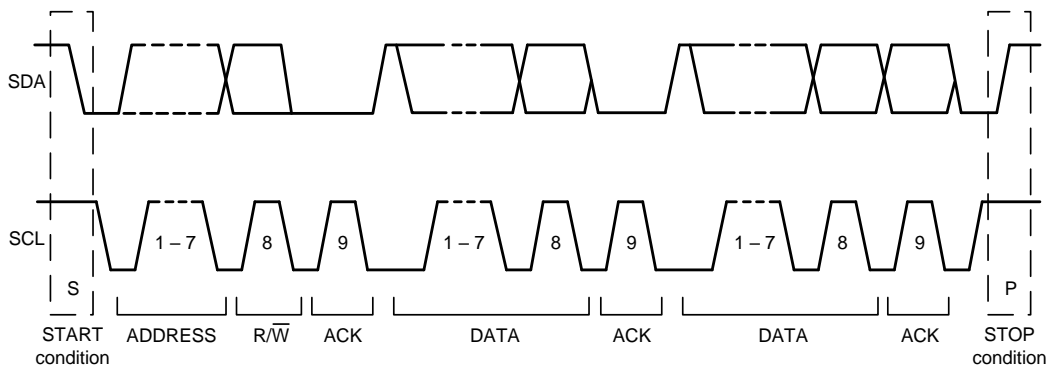 SDA
SCL
1 – 7 8 9 1 – 7 8 9 1 – 7 8 9
S P
START condition
ADDRESS
R/W̅
ACK
DATA
ACK
DATA
ACK
STOP condition